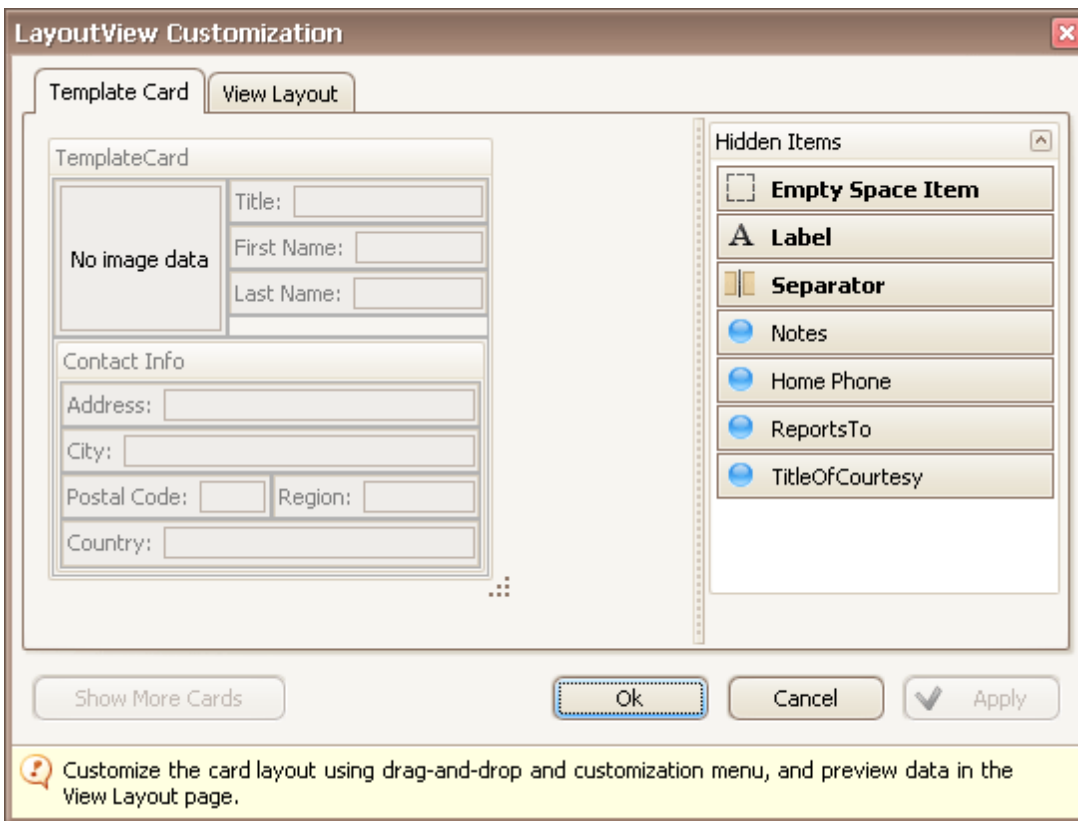 LayoutView Customization
Template Card
View Layout
TemplateCard
No image data
Title:
First Name:
Last Name:
Contact Info
Address:
City:
Postal Code:
Region:
Country:
Hidden Items
Empty Space Item
A Label
Separator
Notes
Home Phone
ReportsTo
TitleOfCourtesy
Show More Cards
Ok
Cancel
Apply
Customize the card layout using drag-and-drop and customization menu, and preview data in the
View Layout page.